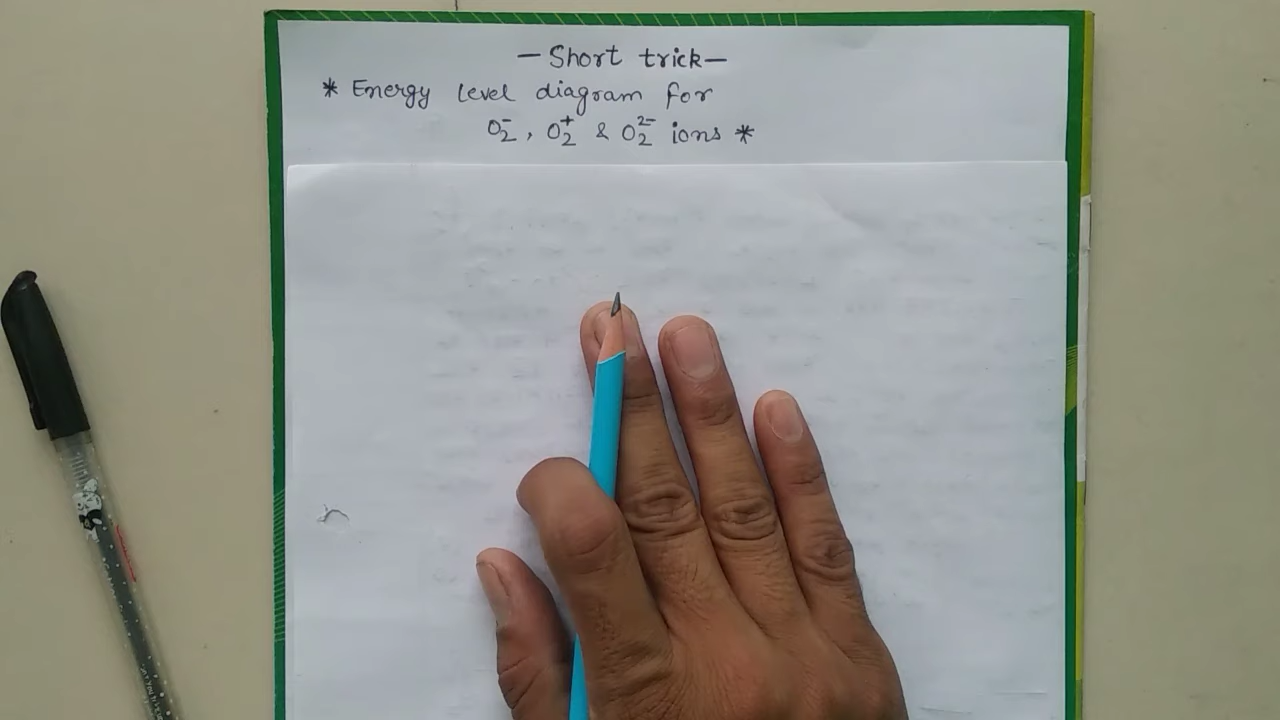 — Short trick —
* Energy level diagram for
O₂⁻, O₂⁺ & O₂²⁻ ions *